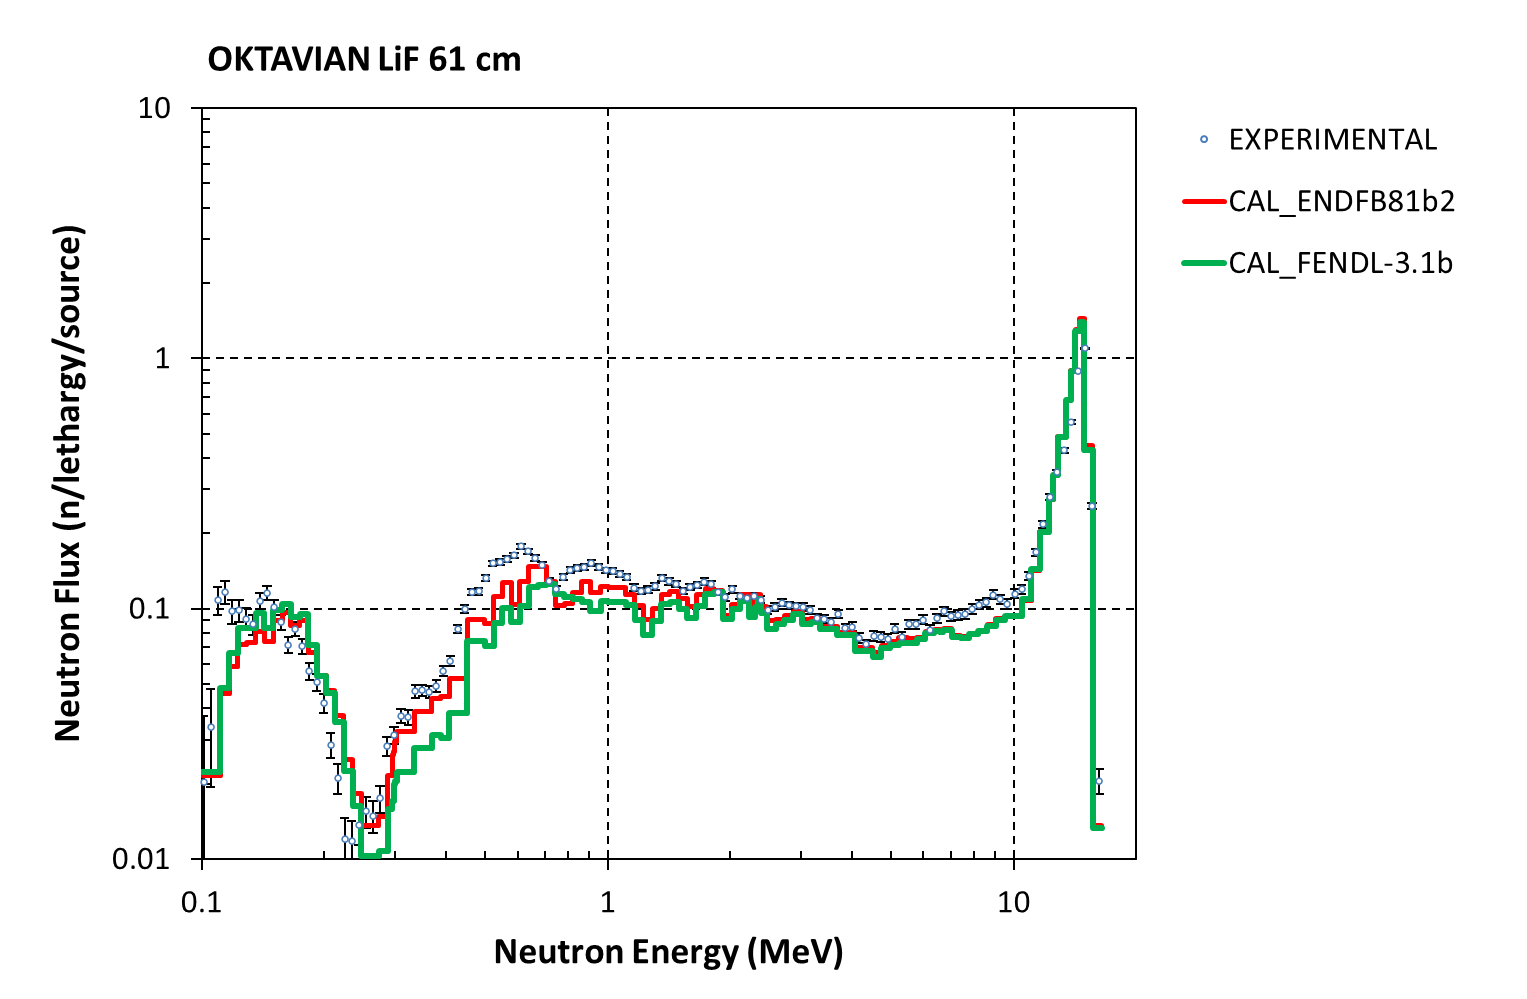 OKTAVIAN LiF 61 cm
10
1
0.1
0.01
Neutron Flux (n/lethargy/source)
0.1
1
10
Neutron Energy (MeV)
EXPERIMENTAL
CAL_ENDFB81b2
CAL_FENDL-3.1b